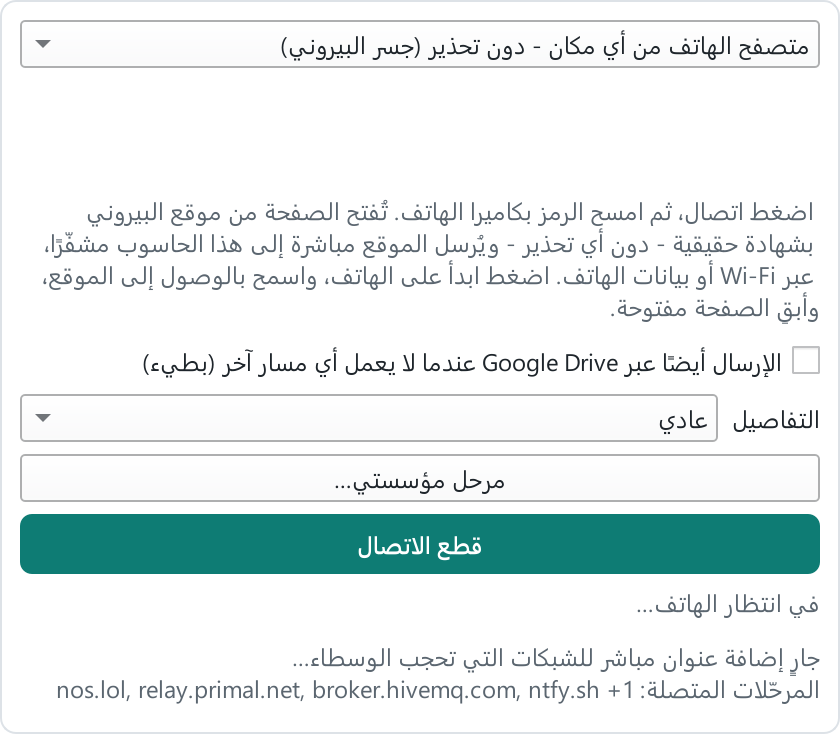 متصفح الهاتف من أي مكان - دون تحذير (جسر البيروني)
اضغط اتصال، ثم امسح الرمز بكاميرا الهاتف. تُفتح الصفحة من موقع البيروني
بشهادة حقيقية - دون أي تحذير - ويُرسل الموقع مباشرة إلى هذا الحاسوب مشفّرًا،
عبر Wi-Fi أو بيانات الهاتف. اضغط ابدأ على الهاتف، واسمح بالوصول إلى الموقع،
وأبقِ الصفحة مفتوحة.
الإرسال أيضًا عبر Google Drive عندما لا يعمل أي مسار آخر (بطيء)
التفاصيل عادي
مرحل مؤسستي...
قطع الاتصال
في انتظار الهاتف...
جارٍ إضافة عنوان مباشر للشبكات التي تحجب الوسطاء...
المرحّلات المتصلة: nos.lol, relay.primal.net, broker.hivemq.com, ntfy.sh +1